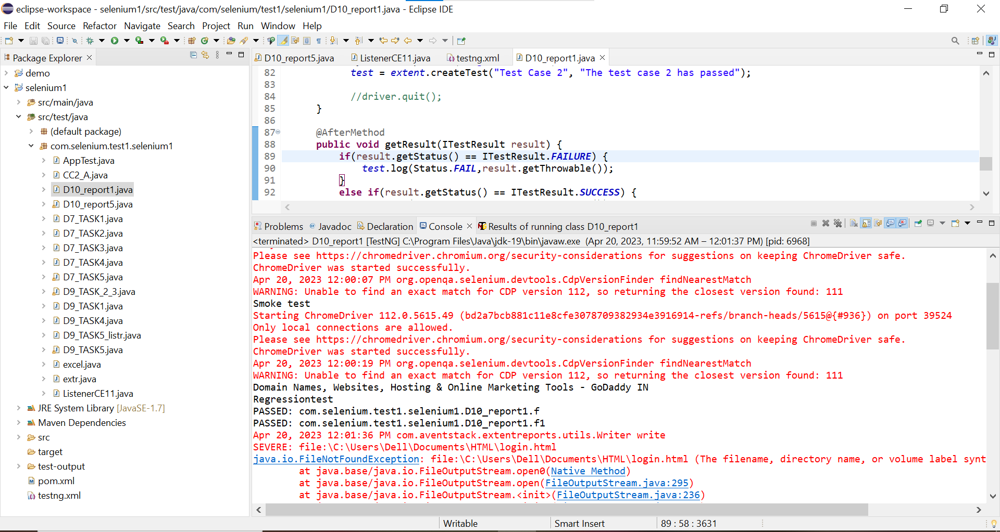 eclipse-workspace - selenium1/src/test/java/com/selenium/test1/selenium1/D10_report1.java - Eclipse IDE
File Edit Source Refactor Navigate Search Project Run Window Help
Package Explorer
demo
selenium1
src/main/java
src/test/java
(default package)
com.selenium.test1.selenium1
AppTest.java
CC2_A.java
D10_report1.java
D10_report5.java
D7_TASK1.java
D7_TASK2.java
D7_TASK3.java
D7_TASK4.java
D7_TASK5.java
D9_TASK_2_3.java
D9_TASK1.java
D9_TASK4.java
D9_TASK5_listr.java
D9_TASK5.java
excel.java
extr.java
ListenerCE11.java
JRE System Library [JavaSE-1.7]
Maven Dependencies
src
target
test-output
pom.xml
testng.xml
D10_report5.java ListenerCE11.java testng.xml D10_report1.java
82 test = extent.createTest("Test Case 2", "The test case 2 has passed");
83
84 //driver.quit();
85 }
86
87 @AfterMethod
88 public void getResult(ITestResult result) {
89 if(result.getStatus() == ITestResult.FAILURE) {
90 test.log(Status.FAIL,result.getThrowable());
91 }
92 else if(result.getStatus() == ITestResult.SUCCESS) {
Problems @ Javadoc Declaration Console Results of running class D10_report1
<terminated> D10_report1 [TestNG] C:\Program Files\Java\jdk-19\bin\javaw.exe (Apr 20, 2023, 11:59:52 AM – 12:01:37 PM) [pid: 6968]
Please see https://chromedriver.chromium.org/security-considerations for suggestions on keeping ChromeDriver safe.
ChromeDriver was started successfully.
Apr 20, 2023 12:00:07 PM org.openqa.selenium.devtools.CdpVersionFinder findNearestMatch
WARNING: Unable to find an exact match for CDP version 112, so returning the closest version found: 111
Smoke test
Starting ChromeDriver 112.0.5615.49 (bd2a7bcb881c11e8cfe3078709382934e3916914-refs/branch-heads/5615@{#936}) on port 39524
Only local connections are allowed.
Please see https://chromedriver.chromium.org/security-considerations for suggestions on keeping ChromeDriver safe.
ChromeDriver was started successfully.
Apr 20, 2023 12:00:19 PM org.openqa.selenium.devtools.CdpVersionFinder findNearestMatch
WARNING: Unable to find an exact match for CDP version 112, so returning the closest version found: 111
Domain Names, Websites, Hosting & Online Marketing Tools - GoDaddy IN
Regressiontest
PASSED: com.selenium.test1.selenium1.D10_report1.f
PASSED: com.selenium.test1.selenium1.D10_report1.f1
Apr 20, 2023 12:01:36 PM com.aventstack.extentreports.utils.Writer write
SEVERE: file:\C:\Users\Dell\Documents\HTML\login.html
java.io.FileNotFoundException: file:\C:\Users\Dell\Documents\HTML\login.html (The filename, directory name, or volume label synt
at java.base/java.io.FileOutputStream.open0(Native Method)
at java.base/java.io.FileOutputStream.open(FileOutputStream.java:295)
at java.base/java.io.FileOutputStream.<init>(FileOutputStream.java:236)
Writable Smart Insert 89 : 58 : 3631